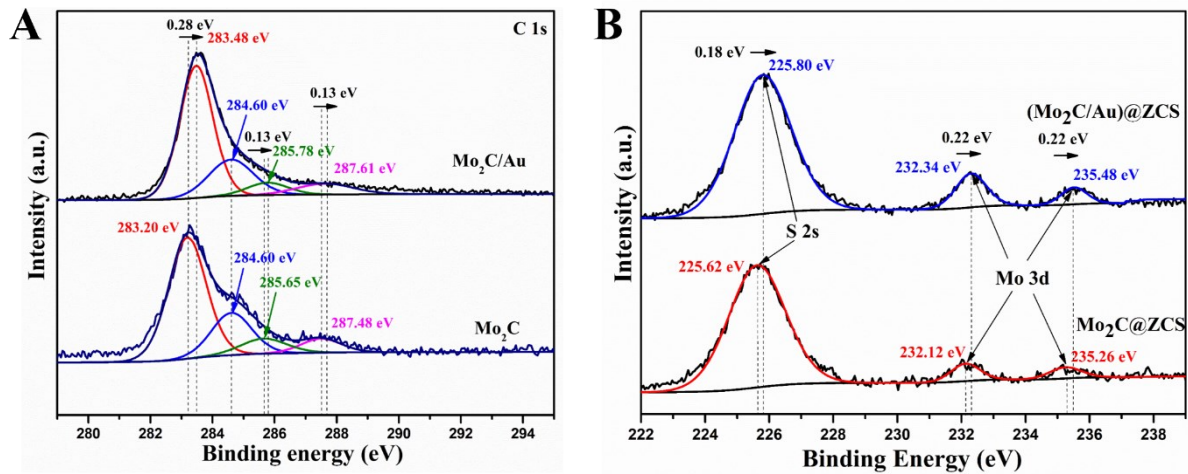 A
0.28 eV
283.48 eV
C 1s
284.60 eV
0.13 eV
0.13 eV
285.78 eV
287.61 eV
Mo2C/Au
283.20 eV
284.60 eV
285.65 eV
287.48 eV
Mo2C
Intensity (a.u.)
280 282 284 286 288 290 292 294
Binding energy (eV)
B
0.18 eV
225.80 eV
(Mo2C/Au)@ZCS
0.22 eV
0.22 eV
232.34 eV
235.48 eV
S 2s
Mo 3d
225.62 eV
232.12 eV
235.26 eV
Mo2C@ZCS
Intensity (a.u.)
222 224 226 228 230 232 234 236 238
Binding Energy (eV)